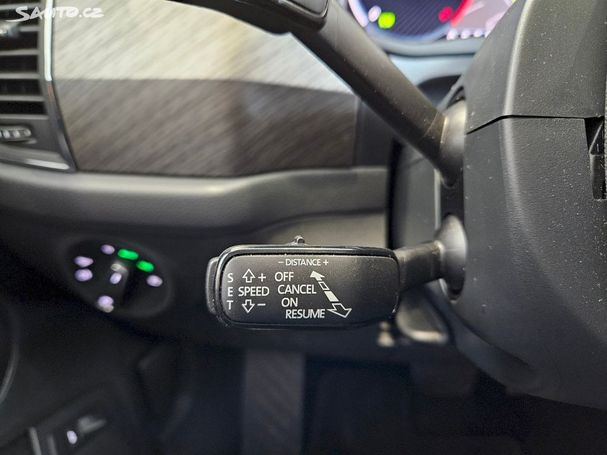 SAUTO.CZ
- DISTANCE +
S + OFF
E SPEED CANCEL
T - ON
RESUME